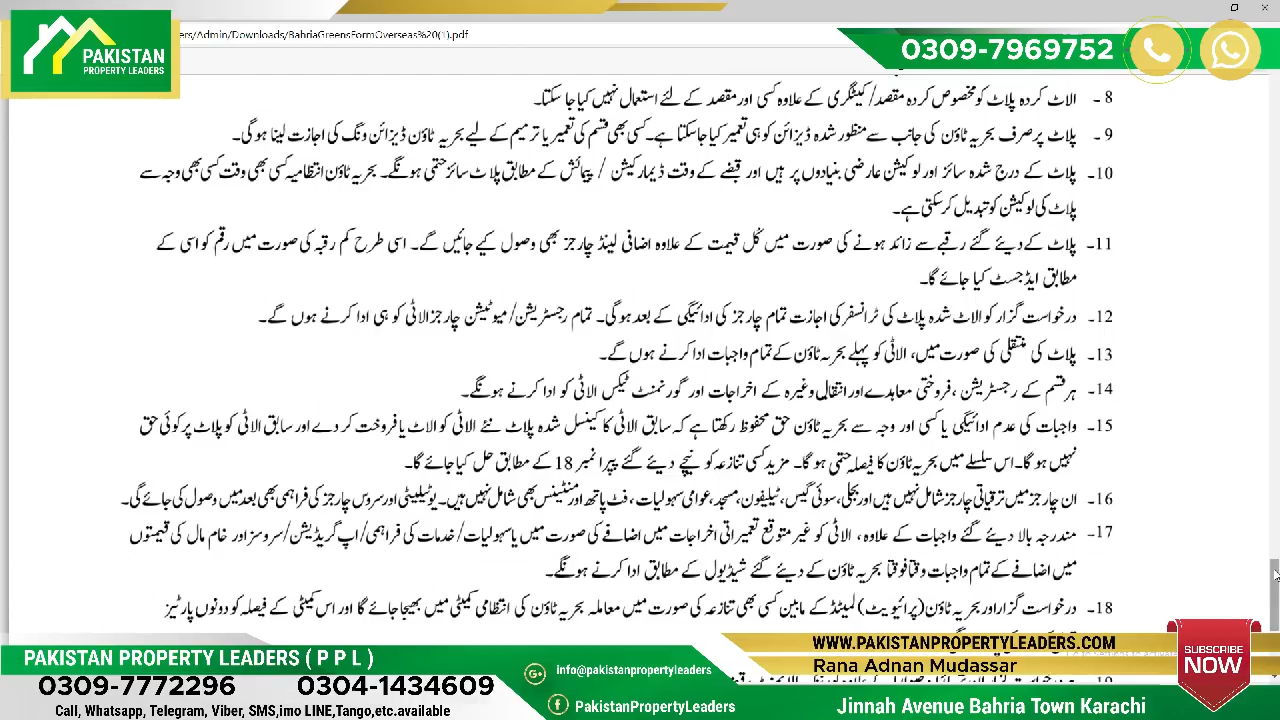 PAKISTAN
PROPERTY LEADERS
ers/Admin/Downloads/BahriaGreensFormOverseas%20(1).pdf
0309-7969752
8 ۔ الاٹ کردہ پلاٹ کو مخصوص کردہ مقصد/کیٹگری کے علاوہ کسی اور مقصد کے لئے استعمال نہیں کیا جا سکتا۔
9 ۔ پلاٹ پر صرف بحریہ ٹاؤن کی جانب سے منظور شدہ ڈیزائن کو ہی تعمیر کیا جاسکتا ہے۔ کسی بھی قسم کی تعمیر یا ترمیم کے لیے بحریہ ٹاؤن ڈیزائن ونگ کی اجازت لینا ہوگی۔
10۔ پلاٹ کے درج شدہ سائز اور لوکیشن عارضی بنیادوں پر ہیں اور قبضے کے وقت ڈیمارکیشن / پیمائش کے مطابق پلاٹ سائز حتمی ہونگے۔ بحریہ ٹاؤن انتظامیہ کسی بھی وقت کسی بھی وجہ سے
پلاٹ کی لوکیشن کو تبدیل کر سکتی ہے۔
11۔ پلاٹ کے دیئے گئے رقبے سے زائد ہونے کی صورت میں کُل قیمت کے علاوہ اضافی لینڈ چارجز بھی وصول کیے جائیں گے۔ اسی طرح کم رقبہ کی صورت میں رقم کو اسی کے
مطابق ایڈجسٹ کیا جائے گا۔
12۔ درخواست گزار کو الاٹ شدہ پلاٹ کی ٹرانسفر کی اجازت تمام چارجز کی ادائیگی کے بعد ہوگی۔ تمام رجسٹریشن/میوٹیشن چارجز الاٹی کو ہی ادا کرنے ہوں گے۔
13۔ پلاٹ کی منتقلی کی صورت میں، الاٹی کو پہلے بحریہ ٹاؤن کے تمام واجبات ادا کرنے ہوں گے۔
14۔ ہر قسم کے رجسٹریشن ،فروختی معاہدے اور انتقالِ وغیرہ کے اخراجات اور گورنمنٹ ٹیکس الاٹی کو ادا کرنے ہونگے۔
15۔ واجبات کی عدم ادائیگی یا کسی اور وجہ سے بحریہ ٹاؤن حق محفوظ رکھتا ہے کہ سابق الاٹی کا کینسل شدہ پلاٹ نئے الاٹی کو الاٹ یا فروخت کر دے اور سابق الاٹی کو پلاٹ پر کوئی حق
نہیں ہو گا۔ اس سلسلے میں بحریہ ٹاؤن کا فیصلہ حتمی ہو گا۔ مزید کسی تنازعہ کو نیچے دیئے گئے پیرا نمبر 18 کے مطابق حل کیا جائے گا۔
16۔ ان چارجز میں ترقیاتی چارجز شامل نہیں ہیں اور بجلی، سوئی گیس، ٹیلیفون، مسجد، عوامی سہولیات، فٹ پاتھ اور منٹیننس بھی شامل نہیں ہیں۔ یوٹیلیٹی اور سروس چارجز کی فراہمی بھی بعد میں وصول کی جائے گی۔
17۔ مندرجہ بالا دیئے گئے واجبات کے علاوہ، الاٹی کو غیر متوقع تعمیراتی اخراجات میں اضافے کی صورت میں یا سہولیات/خدمات کی فراہمی/اپ گریڈیشن/سروسز اور خام مال کی قیمتوں
میں اضافے کے تمام واجبات وقتاً فوقتاً بحریہ ٹاؤن کے دیئے گئے شیڈیول کے مطابق ادا کرنے ہونگے۔
18۔ درخواست گزار اور بحریہ ٹاؤن (پرائیویٹ) لمیٹڈ کے مابین کسی بھی تنازعہ کی صورت میں معاملہ بحریہ ٹاؤن کی انتظامی کمیٹی میں بھیجا جائے گا اور اس کمیٹی کے فیصلہ کو دونوں پارٹیز
PAKISTAN PROPERTY LEADERS ( P P L )
0309-7772296 0304-1434609
Call, Whatsapp, Telegram, Viber, SMS,imo LINE,Tango,etc.available
info@pakistanpropertyleaders
PakistanPropertyLeaders
WWW.PAKISTANPROPERTYLEADERS.COM
Rana Adnan Mudassar
Jinnah Avenue Bahria Town Karachi
SUBSCRIBE
NOW